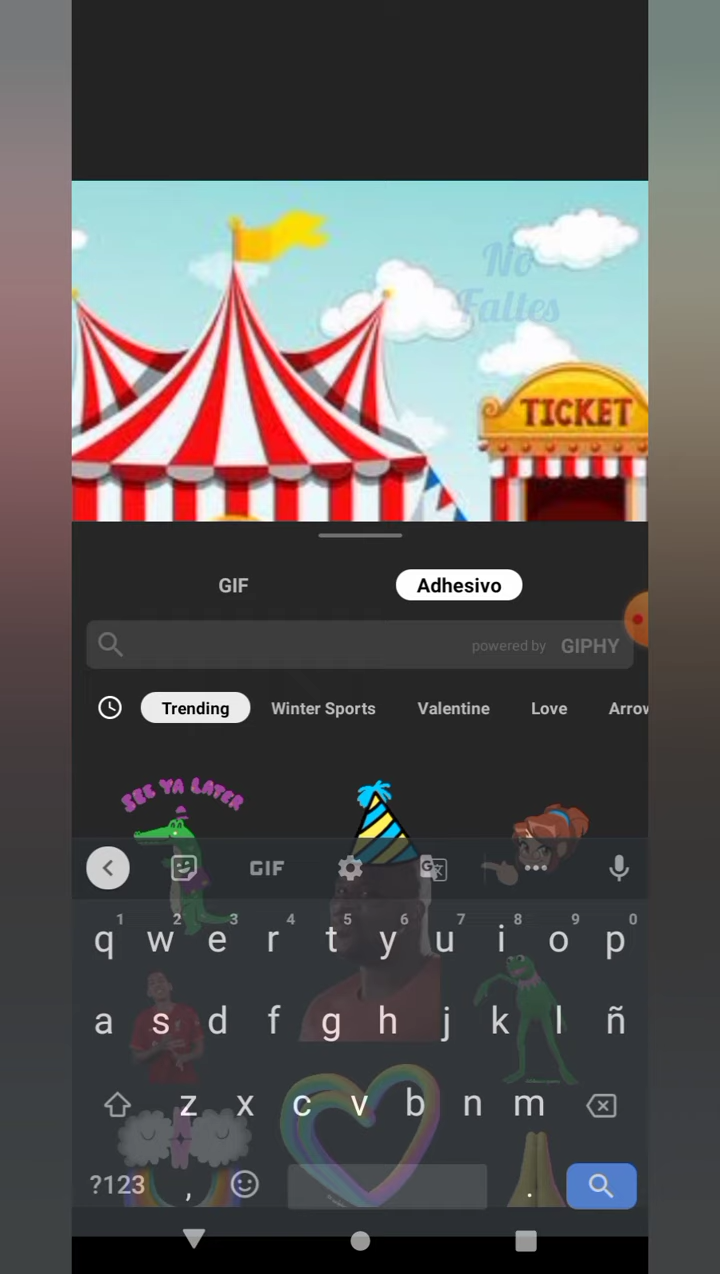 No
Faltes
TICKET
GIF Adhesivo
powered by GIPHY
Trending Winter Sports Valentine Love Arrow
SEE YA LATER
GIF G
1 2 3 4 5 6 7 8 9 0
q w e r t y u i o p
a s d f g h j k l ñ
z x c v b n m
?123 , .